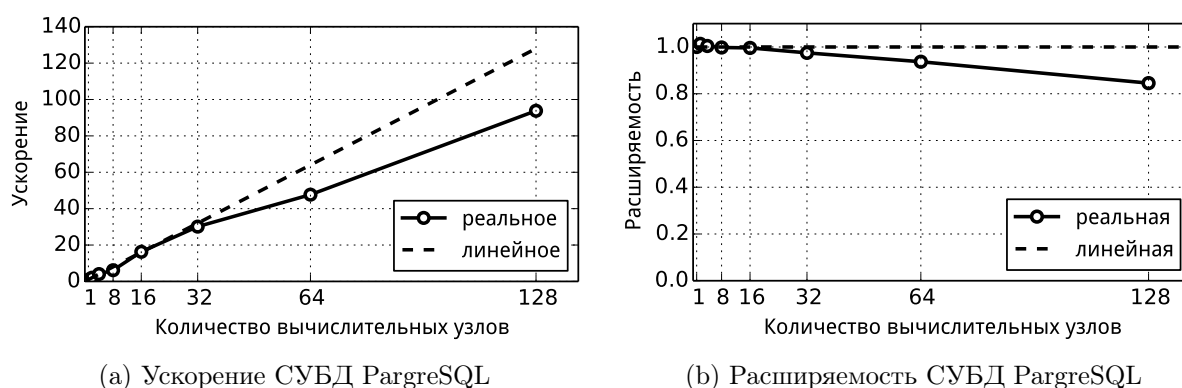 140
120
100
80
60
40
20
0
Ускорение
реальное
линейное
1 8 16 32 64 128
Количество вычислительных узлов
(a) Ускорение СУБД PargreSQL
1.0
0.8
0.6
0.4
0.2
0.0
Расширяемость
реальная
линейная
1 8 16 32 64 128
Количество вычислительных узлов
(b) Расширяемость СУБД PargreSQL